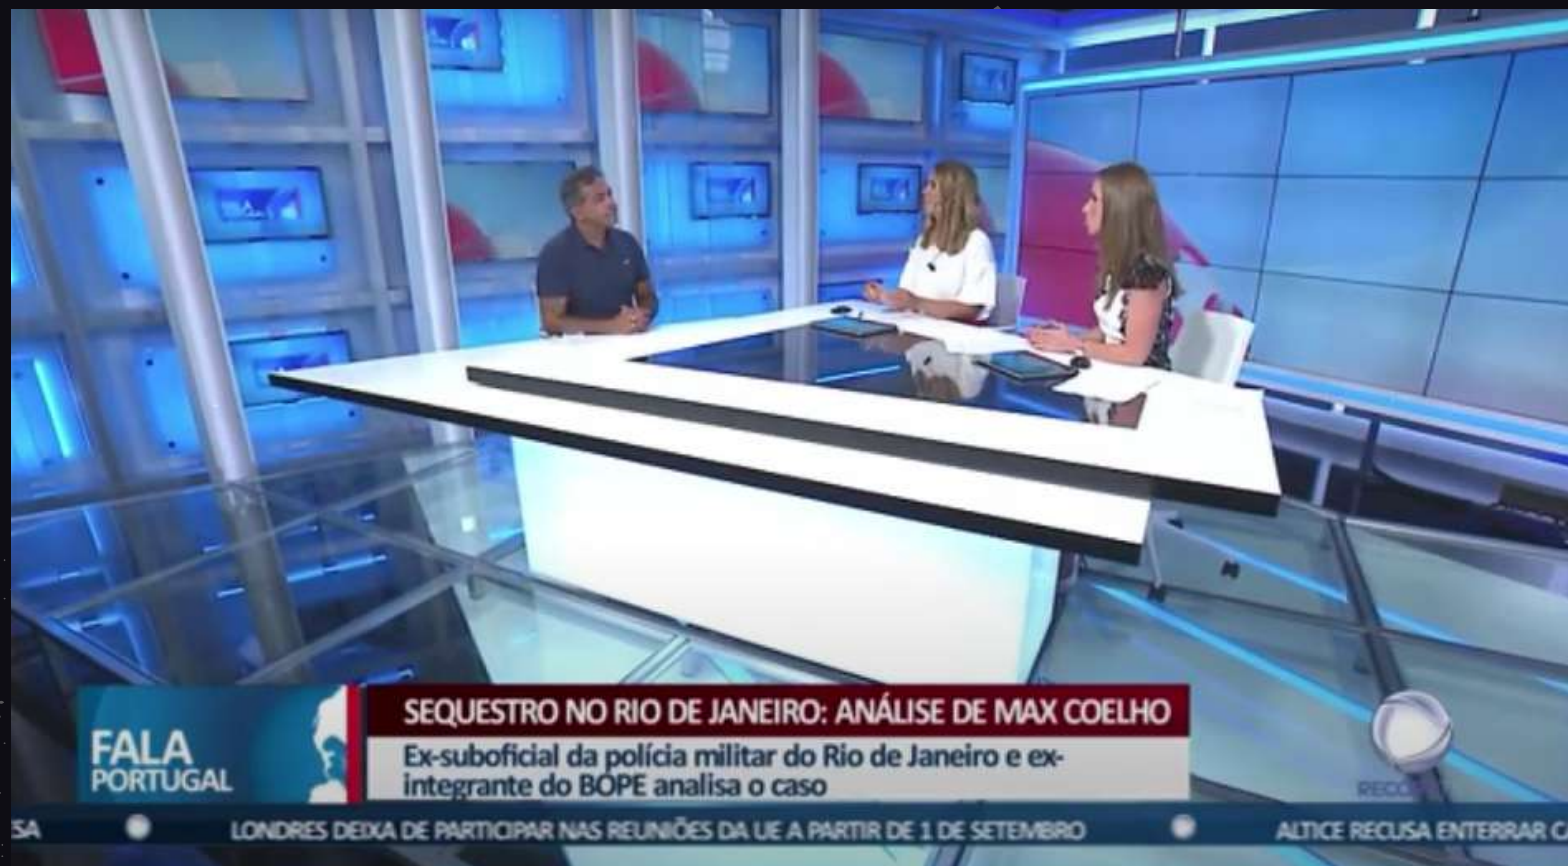 SEQUESTRO NO RIO DE JANEIRO: ANÁLISE DE MAX COELHO
FALA
PORTUGAL
Ex-suboficial da polícia militar do Rio de Janeiro e ex-
integrante do BOPE analisa o caso
SA
LONDRES DEIXA DE PARTICIPAR NAS REUNIÕES DA UE A PARTIR DE 1 DE SETEMBRO
ALTICE RECUSA ENTERRAR